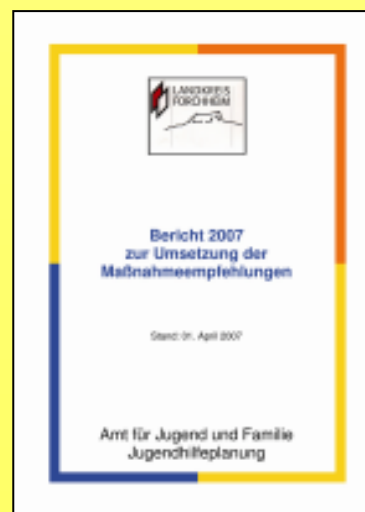 LANDKREIS
FORCHHEIM
Bericht 2007
zur Umsetzung der
Maßnahmeempfehlungen
Stand: 01. April 2007
Amt für Jugend und Familie
Jugendhilfeplanung